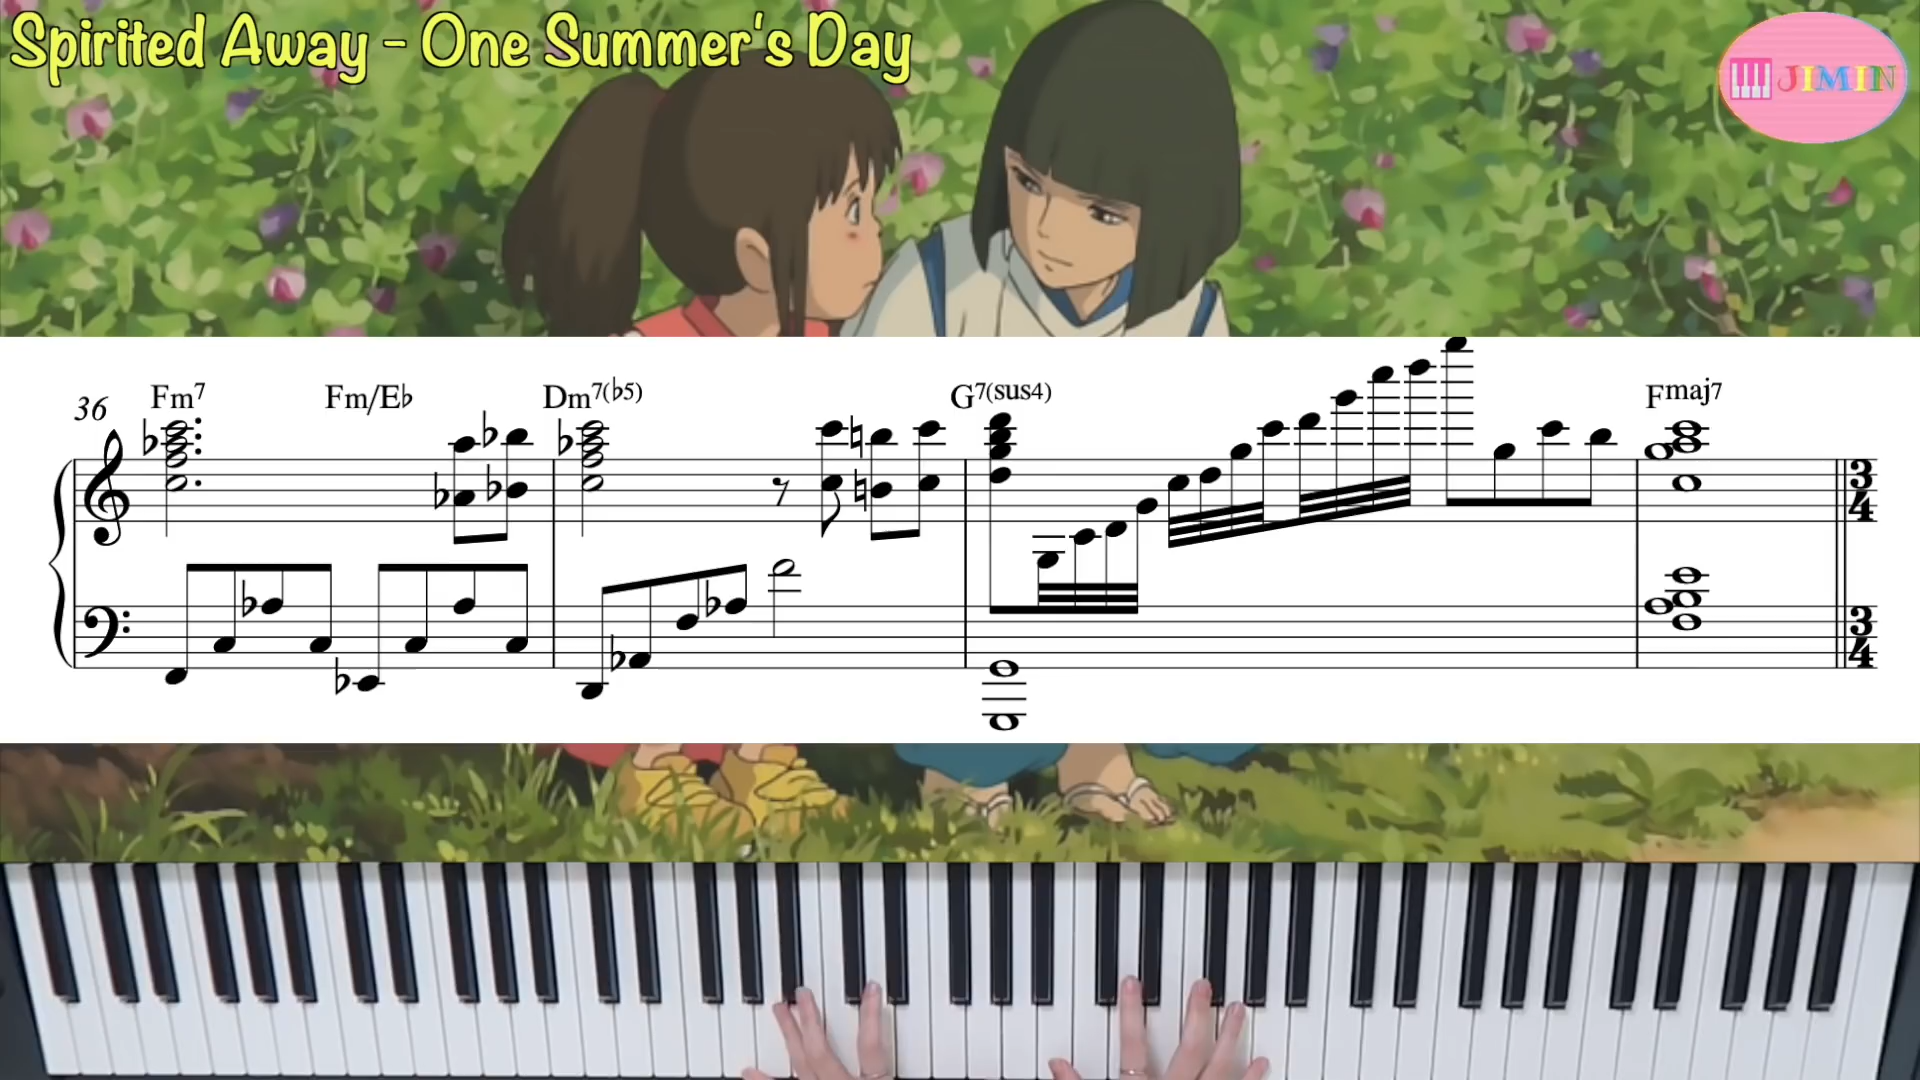 Spirited Away - One Summer's Day
JIMIN
36 Fm7 Fm/E♭ Dm7(♭5) G7(sus4) Fmaj7
3
4
3
4